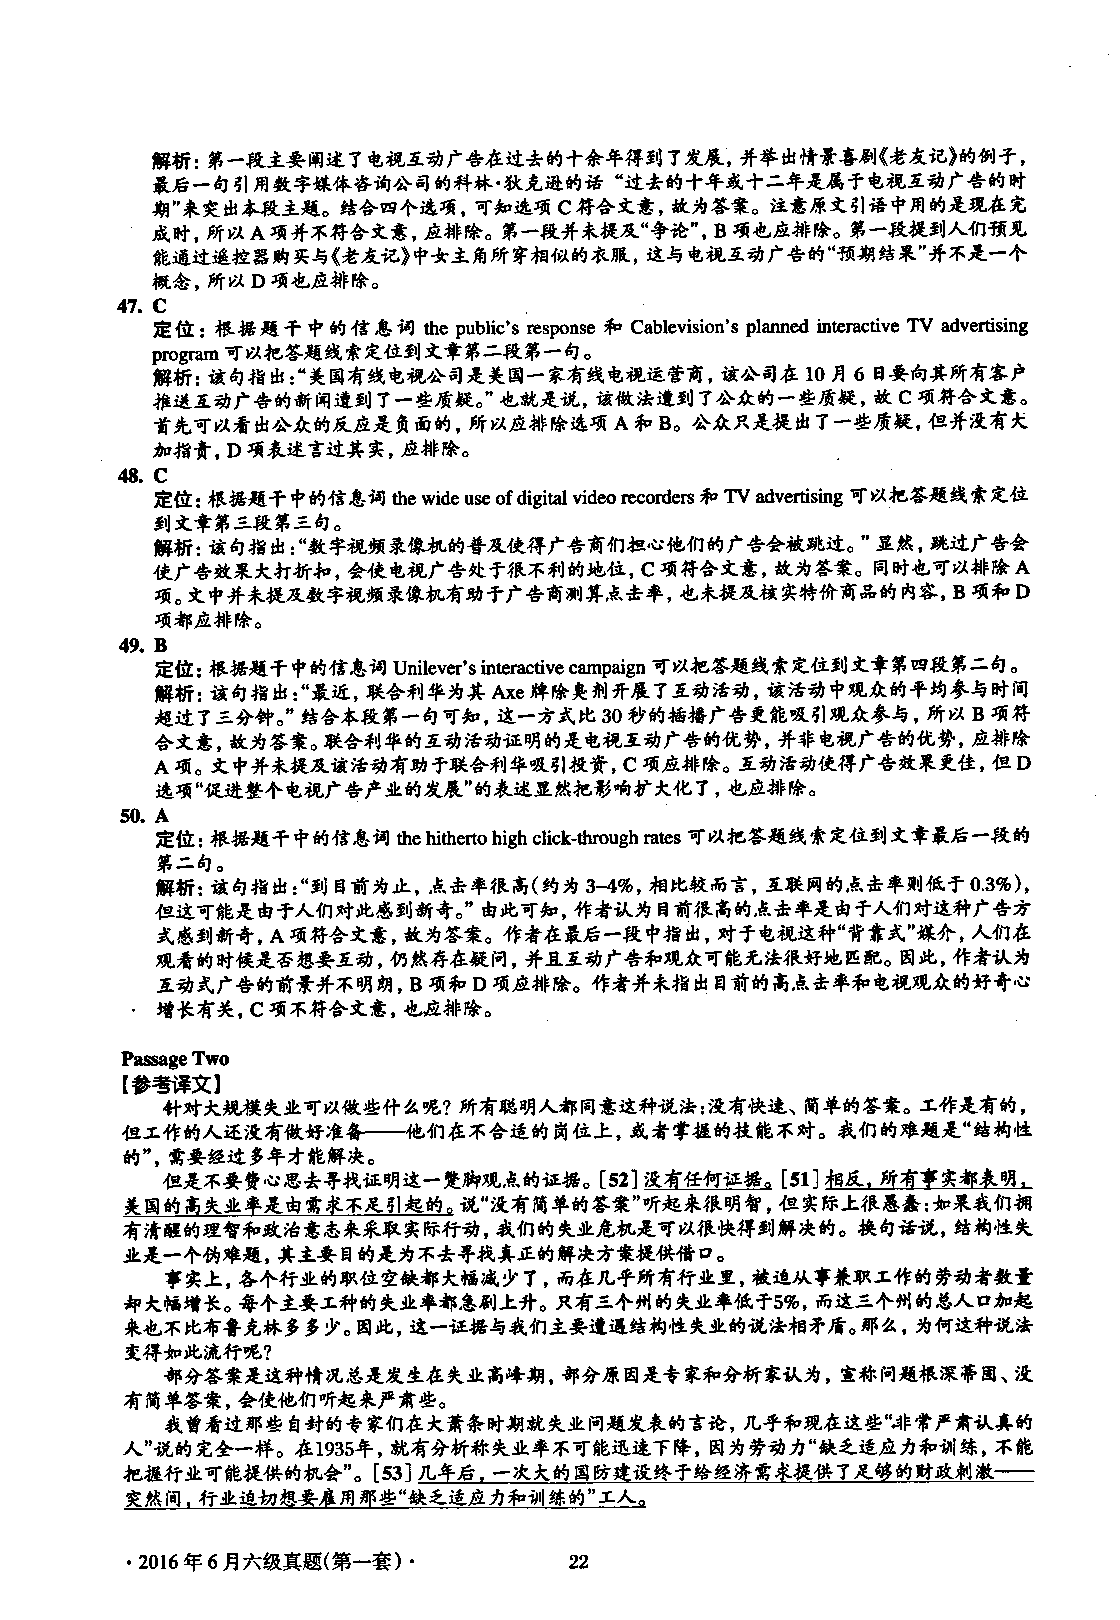 解析：第一段主要阐述了电视互动广告在过去的十余年得到了发展，并举出情景喜剧《老友记》的例子，
最后一句引用数字媒体咨询公司的科林·狄克逊的话“过去的十年或十二年是属于电视互动广告的时
期”来突出本段主题。结合四个选项，可知选项 C 符合文意，故为答案。注意原文引语中用的是现在完
成时，所以 A 项并不符合文意，应排除。第一段并未提及“争论”，B 项也应排除。第一段提到人们预见
能通过遥控器购买与《老友记》中女主角所穿相似的衣服，这与电视互动广告的“预期结果”并不是一个
概念，所以 D 项也应排除。
47. C
定位：根据题干中的信息词 the public's response 和 Cablevision's planned interactive TV advertising
program 可以把答题线索定位到文章第二段第一句。
解析：该句指出：“美国有线电视公司是美国一家有线电视运营商，该公司在 10 月 6 日要向其所有客户
推送互动广告的新闻遭到了一些质疑。”也就是说，该做法遭到了公众的一些质疑，故 C 项符合文意。
首先可以看出公众的反应是负面的，所以应排除选项 A 和 B。公众只是提出了一些质疑，但并没有大
加指责，D 项表述言过其实，应排除。
48. C
定位：根据题干中的信息词 the wide use of digital video recorders 和 TV advertising 可以把答题线索定位
到文章第三段第三句。
解析：该句指出：“数字视频录像机的普及使得广告商们担心他们的广告会被跳过。”显然，跳过广告会
使广告效果大打折扣，会使电视广告处于很不利的地位，C 项符合文意，故为答案。同时也可以排除 A
项。文中并未提及数字视频录像机有助于广告商测算点击率，也未提及核实特价商品的内容，B 项和 D
项都应排除。
49. B
定位：根据题干中的信息词 Unilever's interactive campaign 可以把答题线索定位到文章第四段第二句。
解析：该句指出：“最近，联合利华为其 Axe 牌除臭剂开展了互动活动，该活动中观众的平均参与时间
超过了三分钟。”结合本段第一句可知，这一方式比 30 秒的插播广告更能吸引观众参与，所以 B 项符
合文意，故为答案。联合利华的互动活动证明的是电视互动广告的优势，并非电视广告的优势，应排除
A 项。文中并未提及该活动有助于联合利华吸引投资，C 项应排除。互动活动使得广告效果更佳，但 D
选项“促进整个电视广告产业的发展”的表述显然把影响扩大化了，也应排除。
50. A
定位：根据题干中的信息词 the hitherto high click-through rates 可以把答题线索定位到文章最后一段的
第二句。
解析：该句指出：“到目前为止，点击率很高(约为 3–4%，相比较而言，互联网的点击率则低于 0.3%)，
但这可能是由于人们对此感到新奇。”由此可知，作者认为目前很高的点击率是由于人们对这种广告方
式感到新奇，A 项符合文意，故为答案。作者在最后一段中指出，对于电视这种“背靠式”媒介，人们在
观看的时候是否想要互动，仍然存在疑问，并且互动广告和观众可能无法很好地匹配。因此，作者认为
互动式广告的前景并不明朗，B 项和 D 项应排除。作者并未指出目前的高点击率和电视观众的好奇心
增长有关，C 项不符合文意，也应排除。
Passage Two
【参考译文】
针对大规模失业可以做些什么呢？所有聪明人都同意这种说法：没有快速、简单的答案。工作是有的，
但工作的人还没有做好准备——他们在不合适的岗位上，或者掌握的技能不对。我们的难题是“结构性
的”，需要经过多年才能解决。
但是不要费心思去寻找证明这一蹩脚观点的证据。[52]没有任何证据。[51]相反，所有事实都表明，
美国的高失业率是由需求不足引起的。说“没有简单的答案”听起来很明智，但实际上很愚蠢：如果我们拥
有清醒的理智和政治意志来采取实际行动，我们的失业危机是可以很快得到解决的。换句话说，结构性失
业是一个伪难题，其主要目的是为不去寻找真正的解决方案提供借口。
事实上，各个行业的职位空缺都大幅减少了，而在几乎所有行业里，被迫从事兼职工作的劳动者数量
却大幅增长。每个主要工种的失业率都急剧上升。只有三个州的失业率低于5%，而这三个州的总人口加起
来也不比布鲁克林多多少。因此，这一证据与我们主要遭遇结构性失业的说法相矛盾。那么，为何这种说法
变得如此流行呢？
部分答案是这种情况总是发生在失业高峰期，部分原因是专家和分析家认为，宣称问题根深蒂固、没
有简单答案，会使他们听起来严肃些。
我曾看过那些自封的专家们在大萧条时期就失业问题发表的言论，几乎和现在这些“非常严肃认真的
人”说的完全一样。在1935年，就有分析称失业率不可能迅速下降，因为劳动力“缺乏适应力和训练，不能
把握行业可能提供的机会”。[53]几年后，一次大的国防建设终于给经济需求提供了足够的财政刺激——
突然间，行业迫切想要雇用那些“缺乏适应力和训练的”工人。
·2016 年 6 月六级真题(第一套)·
22